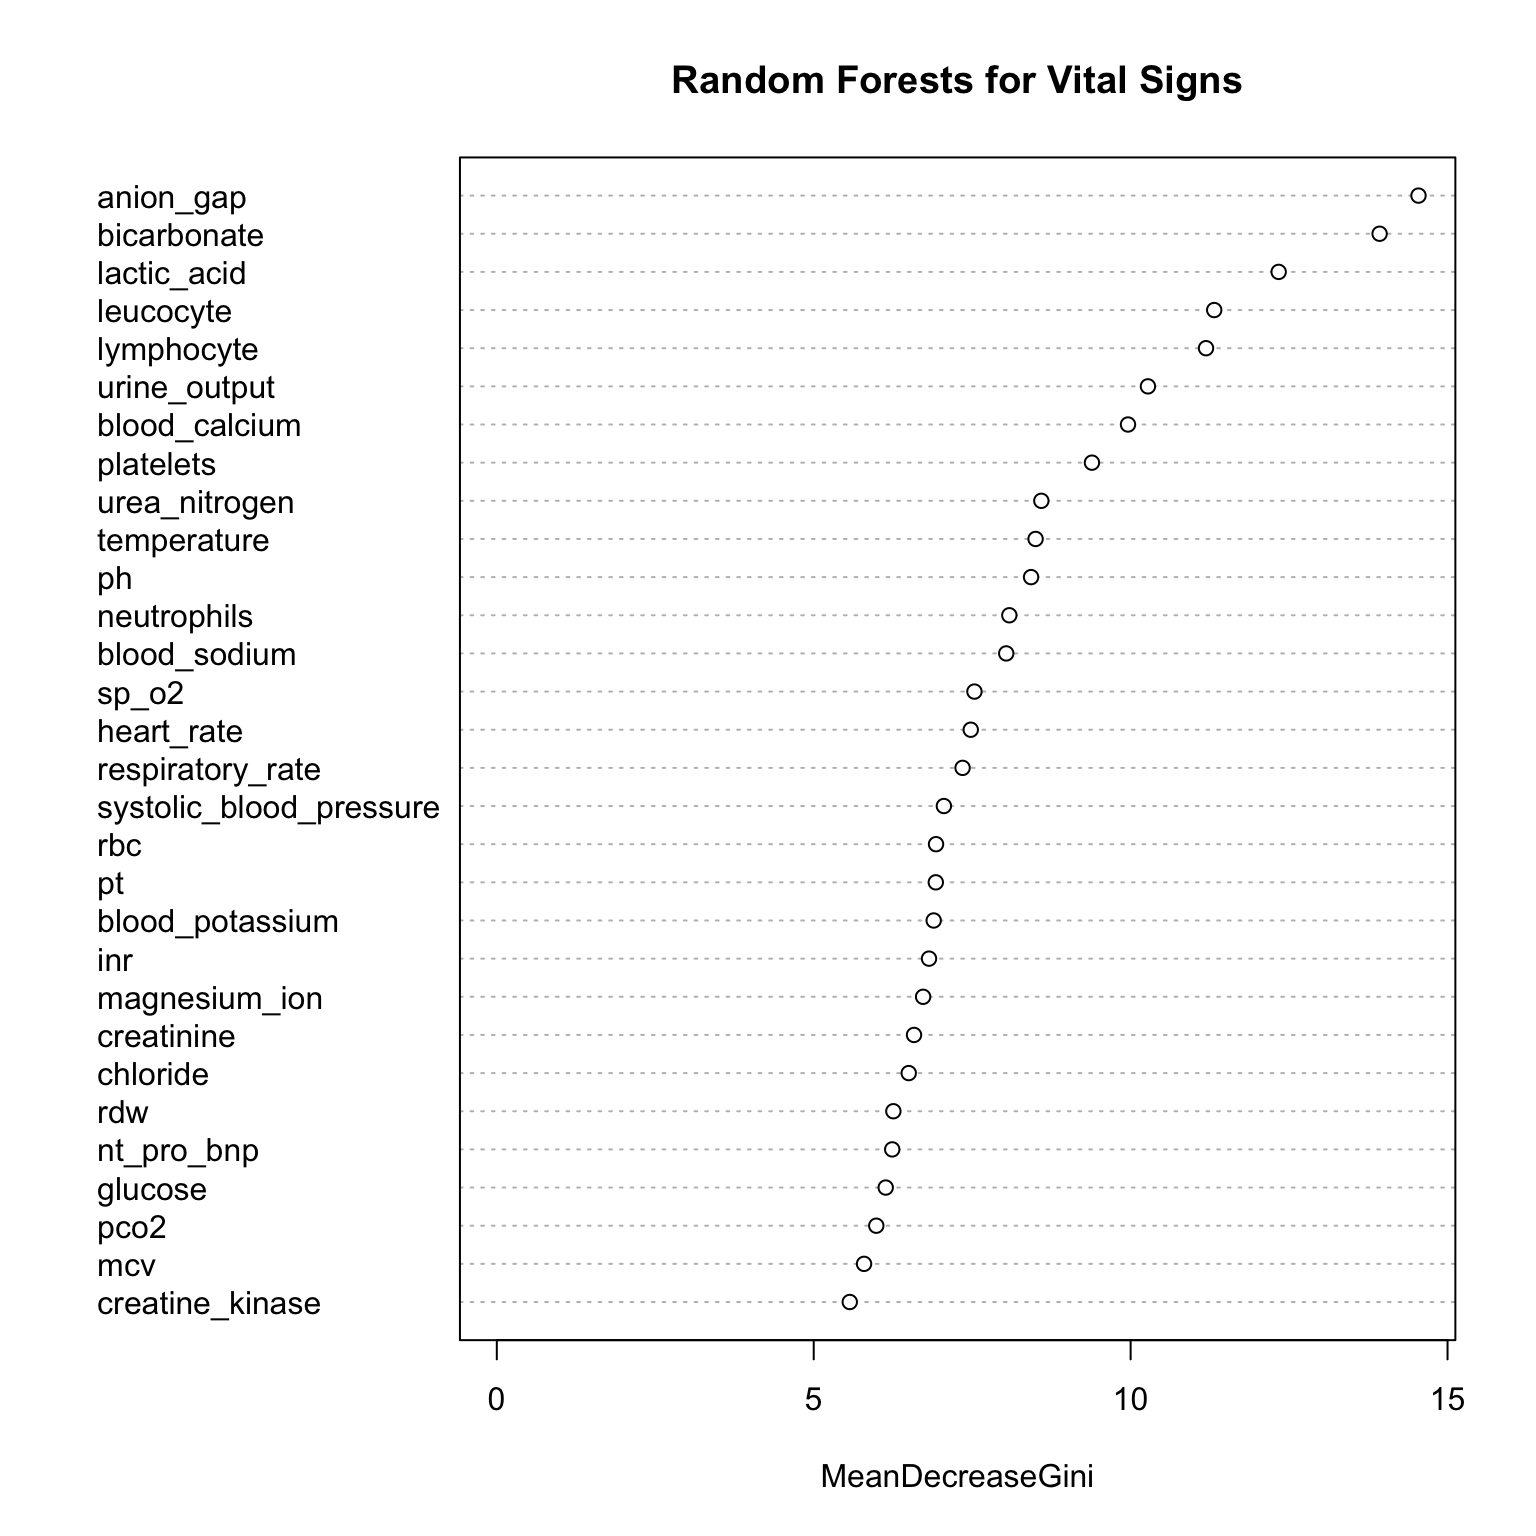 Random Forests for Vital Signs
anion_gap
bicarbonate
lactic_acid
leucocyte
lymphocyte
urine_output
blood_calcium
platelets
urea_nitrogen
temperature
ph
neutrophils
blood_sodium
sp_o2
heart_rate
respiratory_rate
systolic_blood_pressure
rbc
pt
blood_potassium
inr
magnesium_ion
creatinine
chloride
rdw
nt_pro_bnp
glucose
pco2
mcv
creatine_kinase
0 5 10 15
MeanDecreaseGini